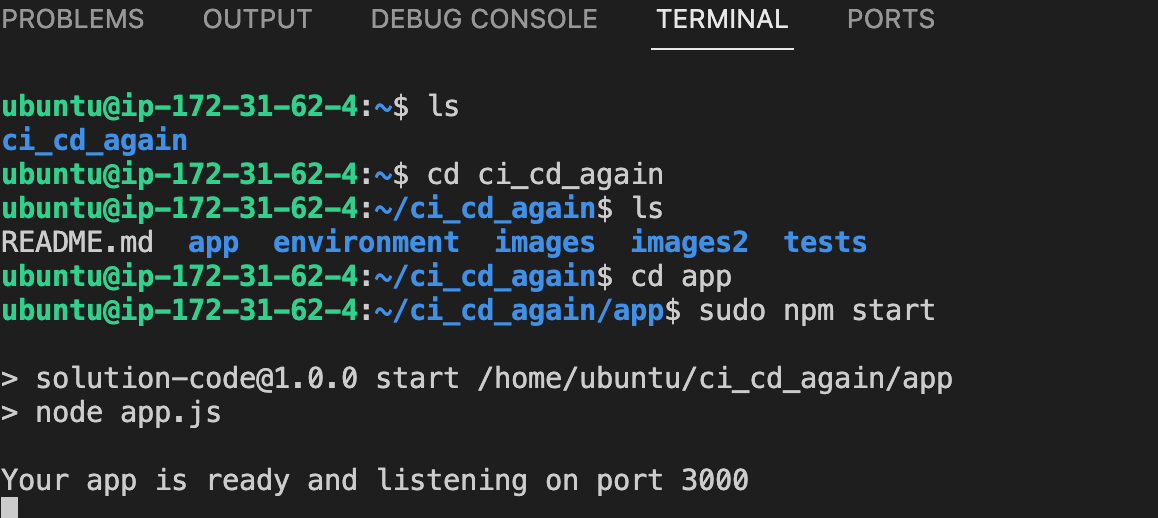 PROBLEMS OUTPUT DEBUG CONSOLE TERMINAL PORTS
ubuntu@ip-172-31-62-4:~$ ls
ci_cd_again
ubuntu@ip-172-31-62-4:~$ cd ci_cd_again
ubuntu@ip-172-31-62-4:~/ci_cd_again$ ls
README.md app environment images images2 tests
ubuntu@ip-172-31-62-4:~/ci_cd_again$ cd app
ubuntu@ip-172-31-62-4:~/ci_cd_again/app$ sudo npm start
> solution-code@1.0.0 start /home/ubuntu/ci_cd_again/app
> node app.js
Your app is ready and listening on port 3000